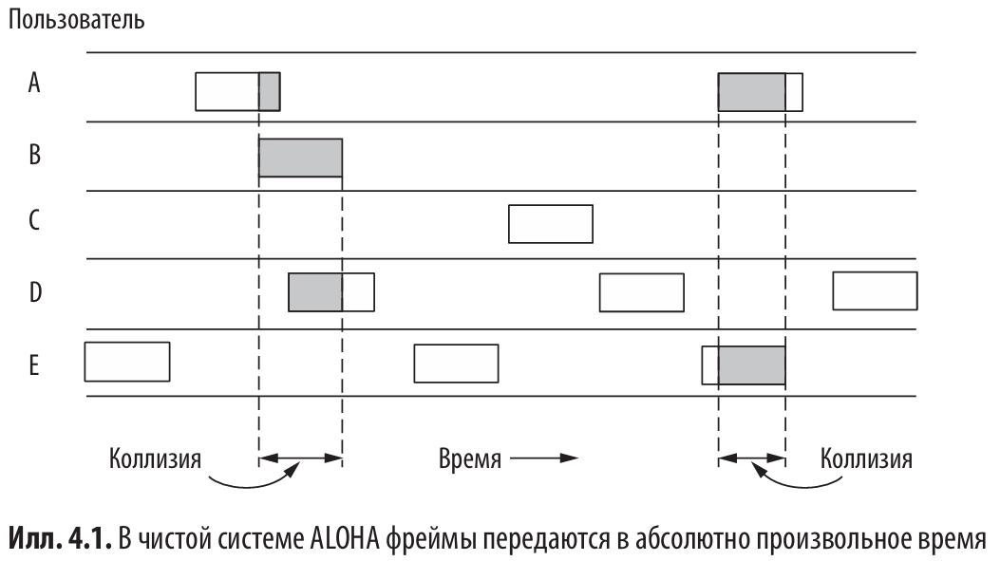 Пользователь
A
B
C
D
E
Коллизия
Время
Коллизия
Илл. 4.1. В чистой системе ALOHA фреймы передаются в абсолютно произвольное время